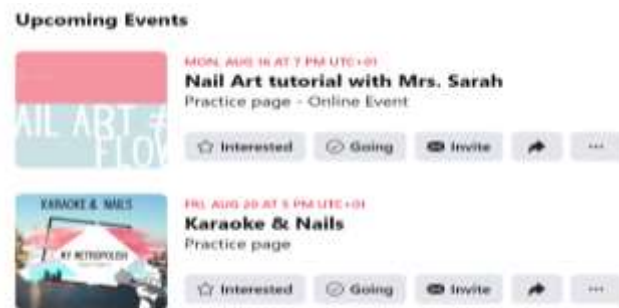 Upcoming Events
MON, AUG 16 AT 7 PM UTC+01
Nail Art tutorial with Mrs. Sarah
Practice page - Online Event
AIL ART #
FLOW
Interested
Going
Invite
FRI, AUG 20 AT 5 PM UTC+01
Karaoke & Nails
Practice page
KARAOKE & NAILS
MY METROPOLISH
Interested
Going
Invite